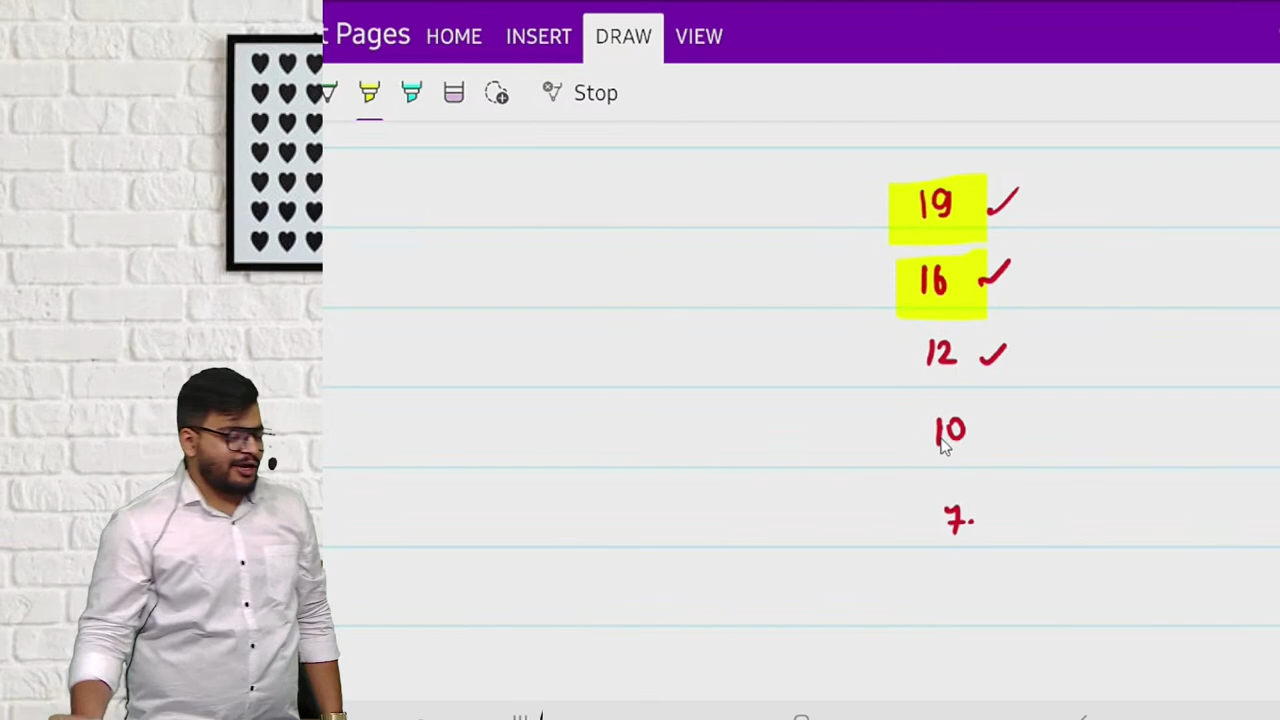 Pages HOME INSERT DRAW VIEW
Stop
19 ✓
16 ✓
12 ✓
10
7.